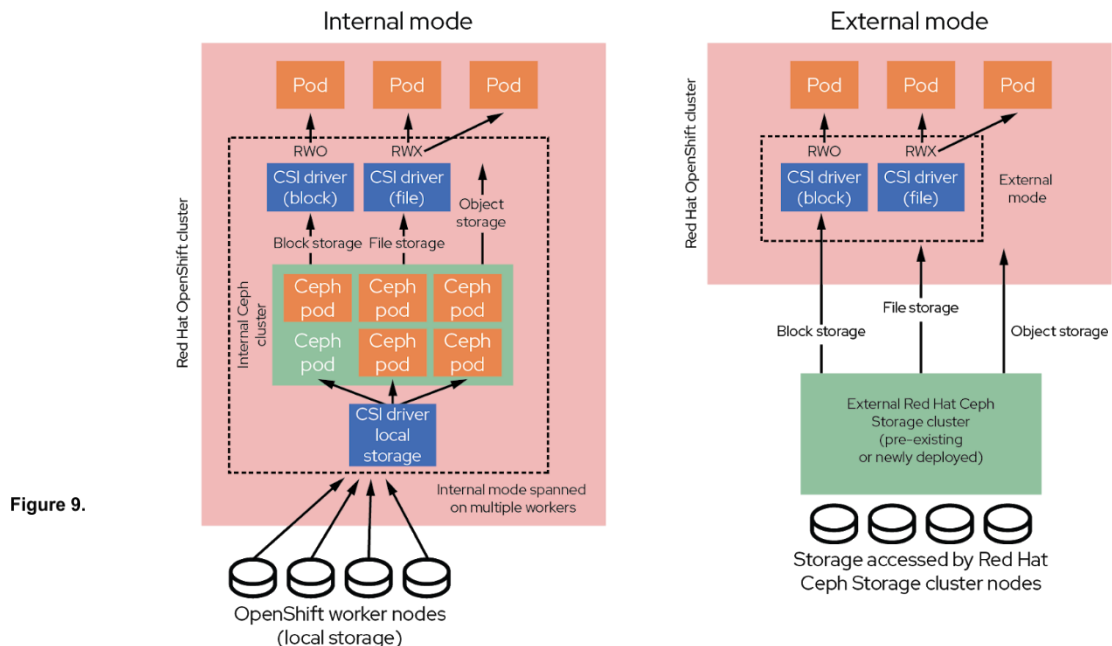 Internal mode
Red Hat OpenShift cluster
Pod
Pod
Pod
RWO
RWX
CSI driver
(block)
CSI driver
(file)
Object
storage
Block storage
File storage
Internal Ceph
cluster
Ceph
pod
Ceph
pod
Ceph
pod
Ceph
pod
Ceph
pod
Ceph
pod
CSI driver
local
storage
Internal mode spanned
on multiple workers
OpenShift worker nodes
(local storage)
Figure 9.
External mode
Red Hat OpenShift cluster
Pod
Pod
Pod
RWO
RWX
CSI driver
(block)
CSI driver
(file)
External
mode
Block storage
File storage
Object storage
External Red Hat Ceph
Storage cluster
(pre-existing
or newly deployed)
Storage accessed by Red Hat
Ceph Storage cluster nodes